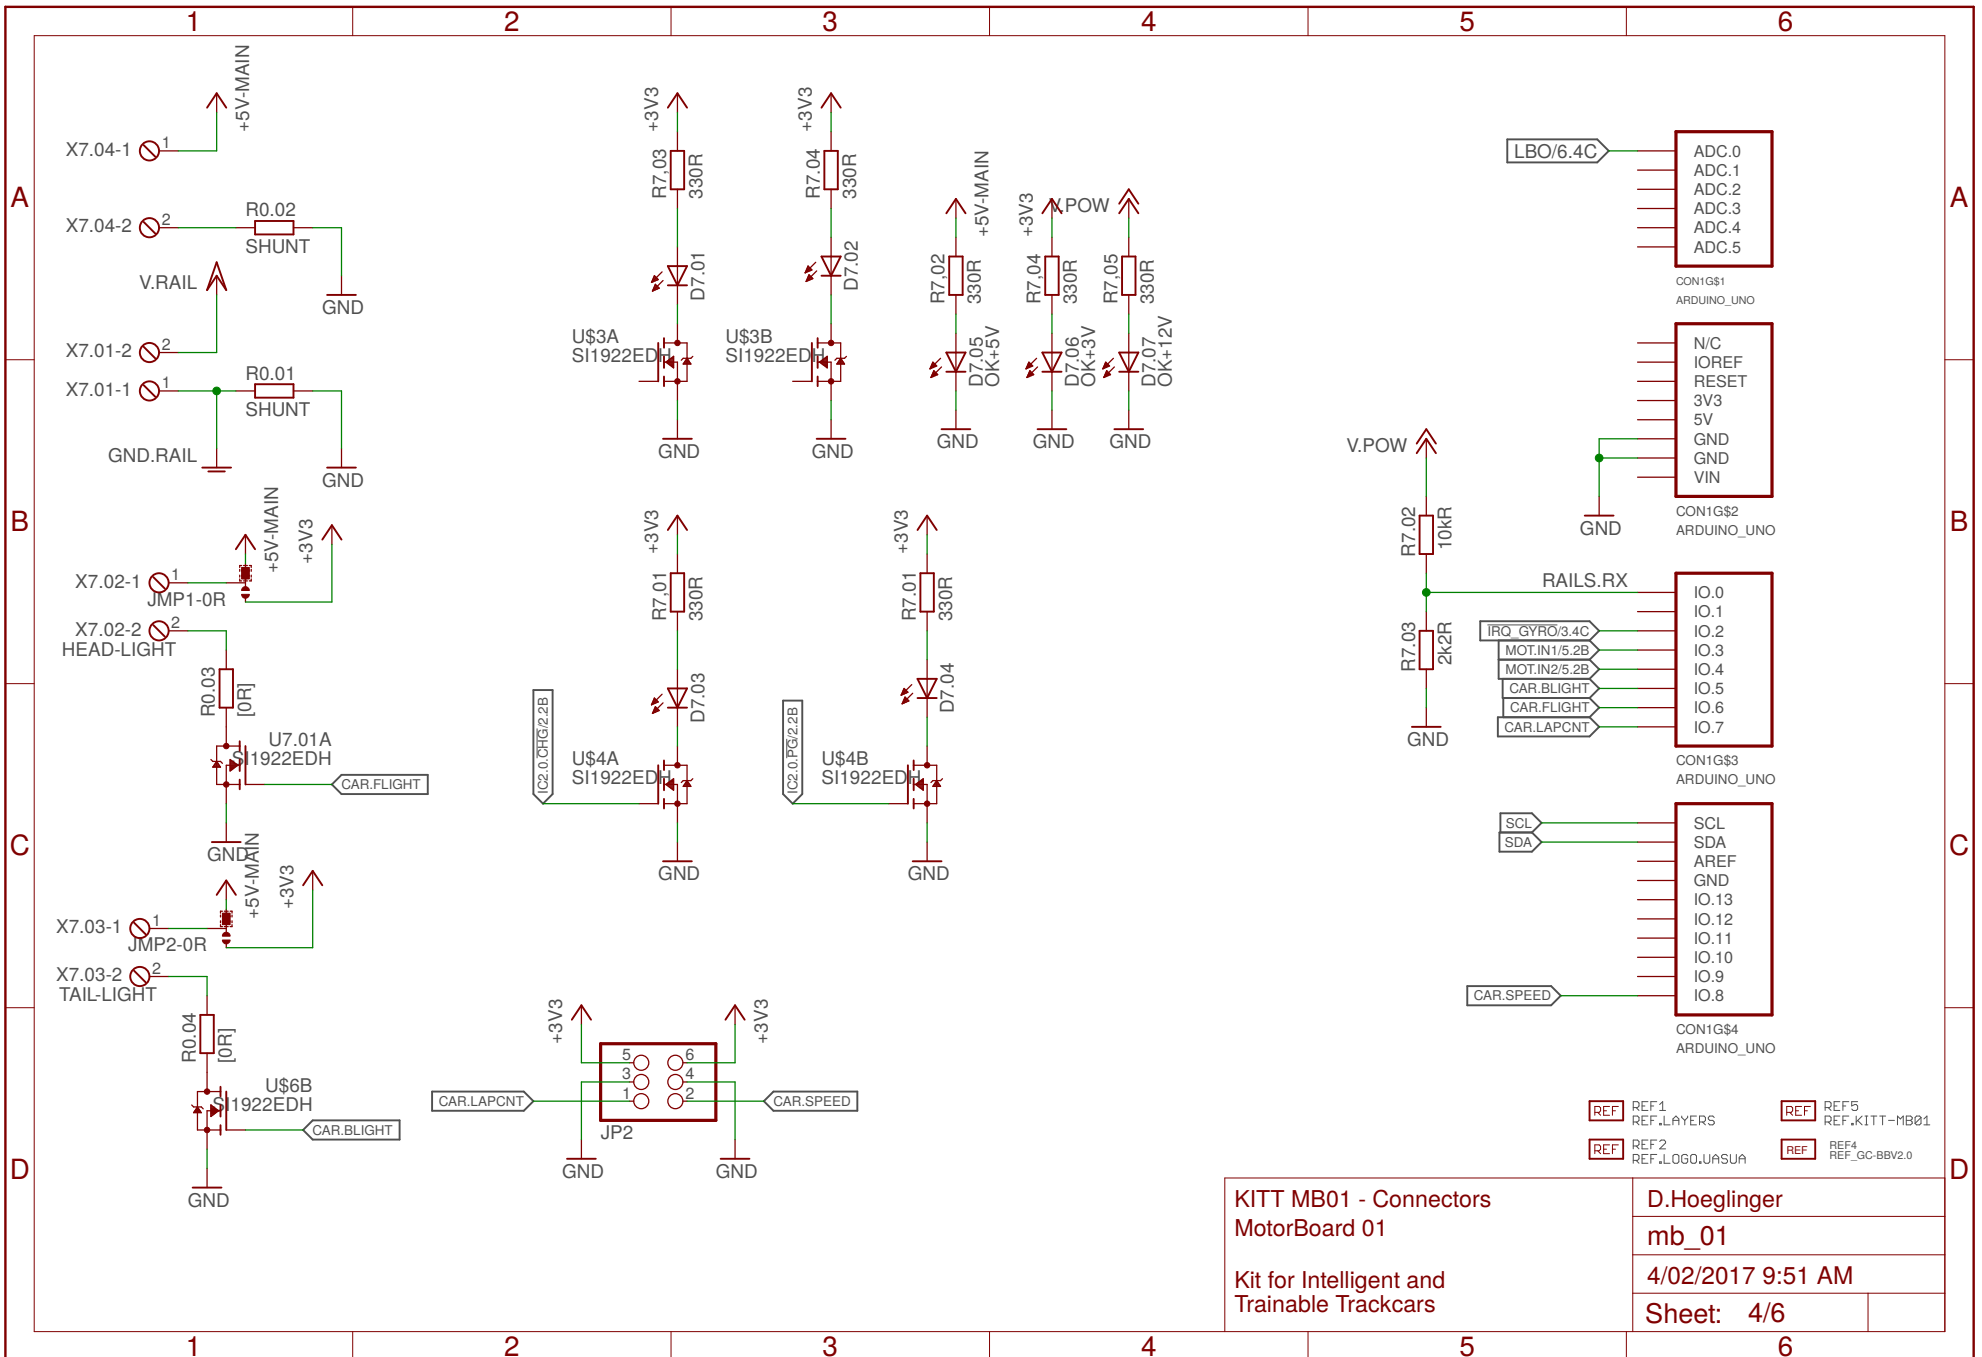 1 2 3 4 5 6
A A
B B
C C
D D
X7.04-1
1
+5V-MAIN
X7.04-2
2
R0.02
SHUNT
GND
V.RAIL
X7.01-2
2
X7.01-1
1
R0.01
SHUNT
GND.RAIL
GND
X7.02-1
1
JMP1-0R
+5V-MAIN
+3V3
X7.02-2
2
HEAD-LIGHT
R0.03
[0R]
U7.01A
SI1922EDH
CAR.FLIGHT
GND
X7.03-1
1
JMP2-0R
+5V-MAIN
+3V3
X7.03-2
2
TAIL-LIGHT
R0.04
[0R]
U$6B
SI1922EDH
CAR.BLIGHT
GND
+3V3
R7,03
330R
D7.01
U$3A
SI1922EDH
GND
+3V3
R7.04
330R
D7.02
U$3B
SI1922EDH
GND
+5V-MAIN
R7,02
330R
D7.05
OK+5V
GND
+3V3
R7,04
330R
D7.06
OK+3V
GND
V.POW
R7,05
330R
D7.07
OK+12V
GND
+3V3
R7,01
330R
D7.03
IC2.0.CHG/2.2B
U$4A
SI1922EDH
GND
+3V3
R7.01
330R
D7.04
IC2.0.PG/2.2B
U$4B
SI1922EDH
GND
+3V3
+3V3
5 6
3 4
1 2
CAR.LAPCNT
CAR.SPEED
JP2
GND
GND
V.POW
R7.02
10kR
R7.03
2k2R
GND
RAILS.RX
LBO/6.4C
ADC.0
ADC.1
ADC.2
ADC.3
ADC.4
ADC.5
CON1G$1
ARDUINO_UNO
N/C
IOREF
RESET
3V3
5V
GND
GND
VIN
GND
CON1G$2
ARDUINO_UNO
IO.0
IO.1
IRQ_GYRO/3.4C IO.2
MOT.IN1/5.2B IO.3
MOT.IN2/5.2B IO.4
CAR.BLIGHT IO.5
CAR.FLIGHT IO.6
CAR.LAPCNT IO.7
CON1G$3
ARDUINO_UNO
SCL SCL
SDA SDA
AREF
GND
IO.13
IO.12
IO.11
IO.10
IO.9
CAR.SPEED IO.8
CON1G$4
ARDUINO_UNO
REF REF1
REF.LAYERS
REF REF5
REF.KITT-MB01
REF REF2
REF.LOGO.UASUA
REF REF4
REF_GC-BBV2.0
KITT MB01 - Connectors
MotorBoard 01
Kit for Intelligent and
Trainable Trackcars
D.Hoeglinger
mb_01
4/02/2017 9:51 AM
Sheet: 4/6
1 2 3 4 5 6